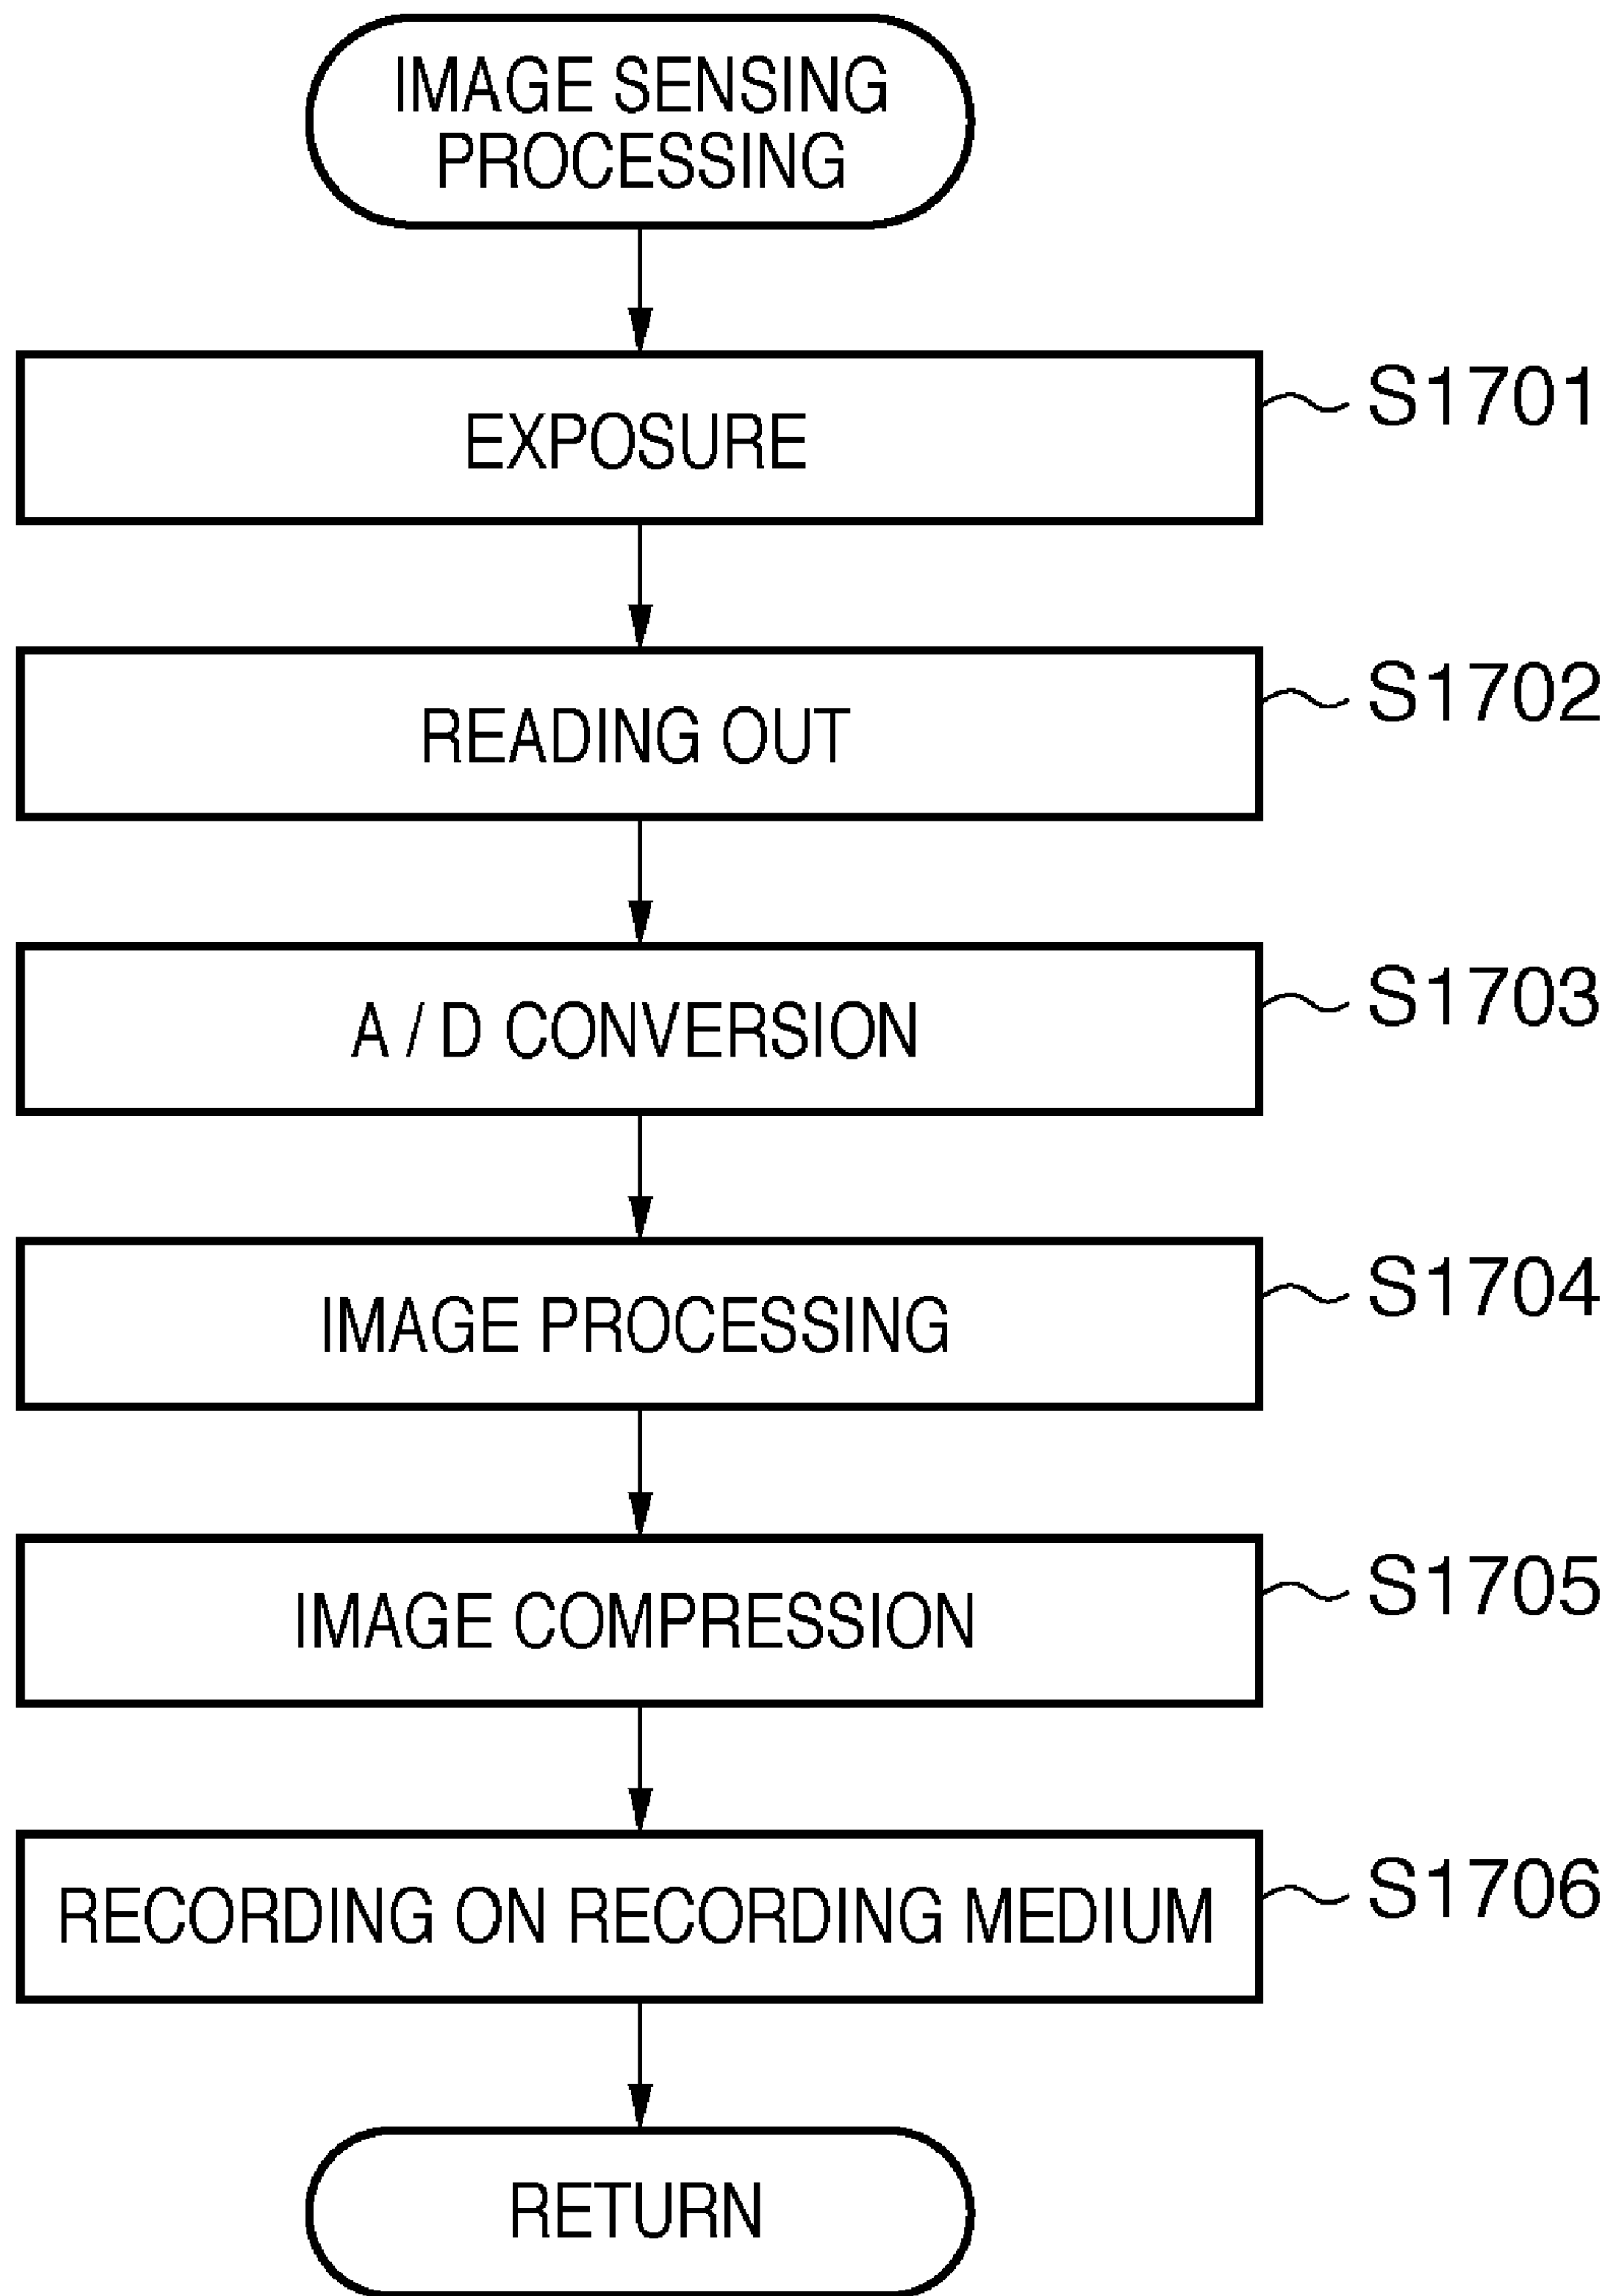 IMAGE SENSING
PROCESSING
EXPOSURE
S1701
READING OUT
S1702
A / D CONVERSION
S1703
IMAGE PROCESSING
S1704
IMAGE COMPRESSION
S1705
RECORDING ON RECORDING MEDIUM
S1706
RETURN